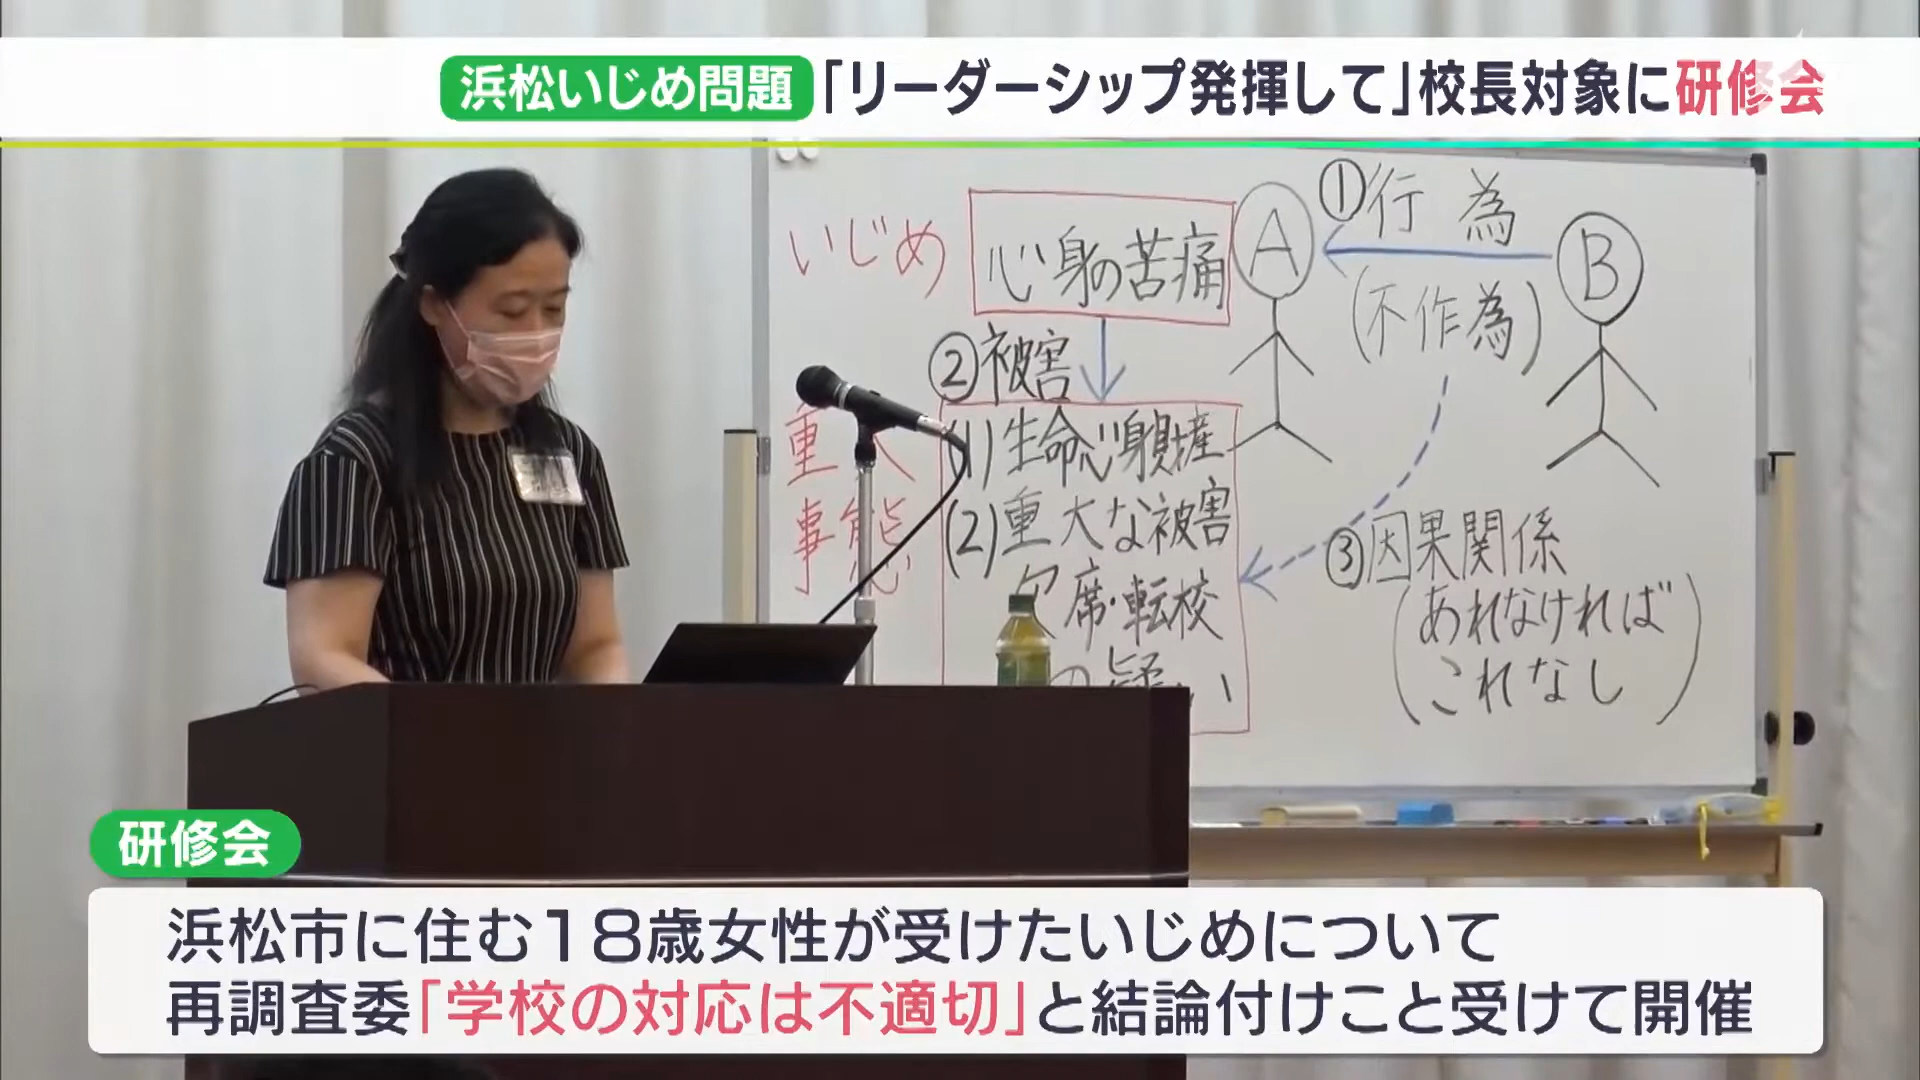 浜松いじめ問題 「リーダーシップ発揮して」校長対象に研修会
いじめ
心身の苦痛
A
①行為
B
(不作為)
②被害
重大
事態
(1)生命心身財産
(2)重大な被害
欠席・転校
の疑い
③因果関係
(あれなければ
これなし)
研修会
浜松市に住む18歳女性が受けたいじめについて
再調査委「学校の対応は不適切」と結論付けこと受けて開催